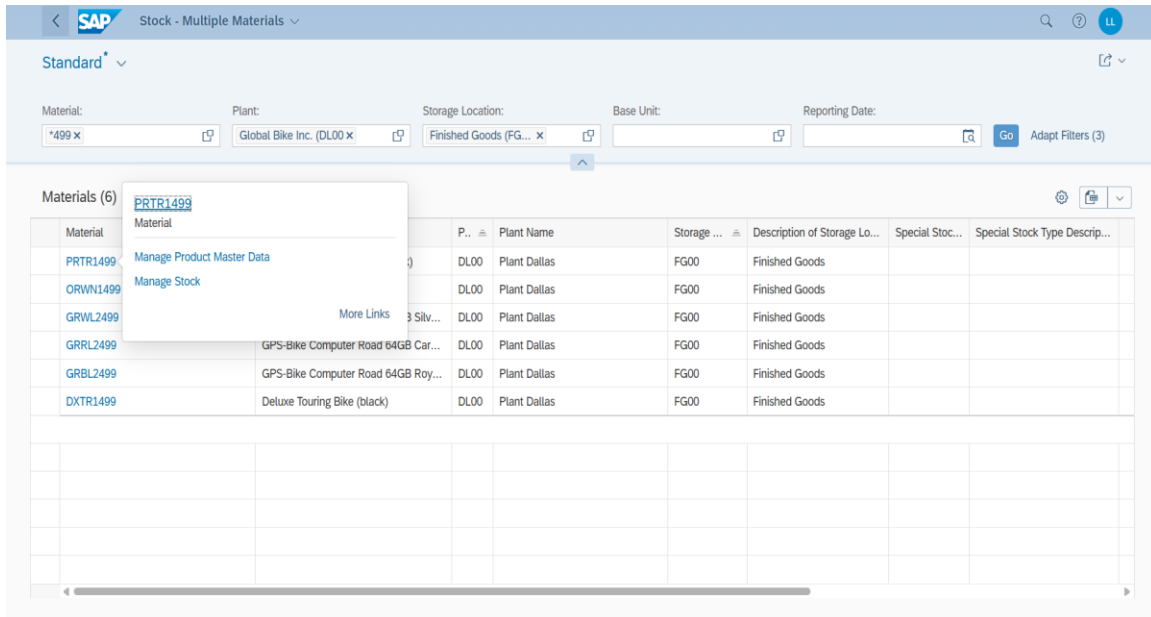 SAP Stock - Multiple Materials LL
Standard*
Material: Plant: Storage Location: Base Unit: Reporting Date:
*499 Global Bike Inc. (DL00 Finished Goods (FG... Go Adapt Filters (3)
Materials (6)
PRTR1499
Material
Manage Product Master Data
Manage Stock
More Links
Material P.. Plant Name Storage ... Description of Storage Lo... Special Stoc... Special Stock Type Descrip...
PRTR1499 DL00 Plant Dallas FG00 Finished Goods
ORWN1499 DL00 Plant Dallas FG00 Finished Goods
GRWL2499 B Silv... DL00 Plant Dallas FG00 Finished Goods
GRRL2499 GPS-Bike Computer Road 64GB Car... DL00 Plant Dallas FG00 Finished Goods
GRBL2499 GPS-Bike Computer Road 64GB Roy... DL00 Plant Dallas FG00 Finished Goods
DXTR1499 Deluxe Touring Bike (black) DL00 Plant Dallas FG00 Finished Goods